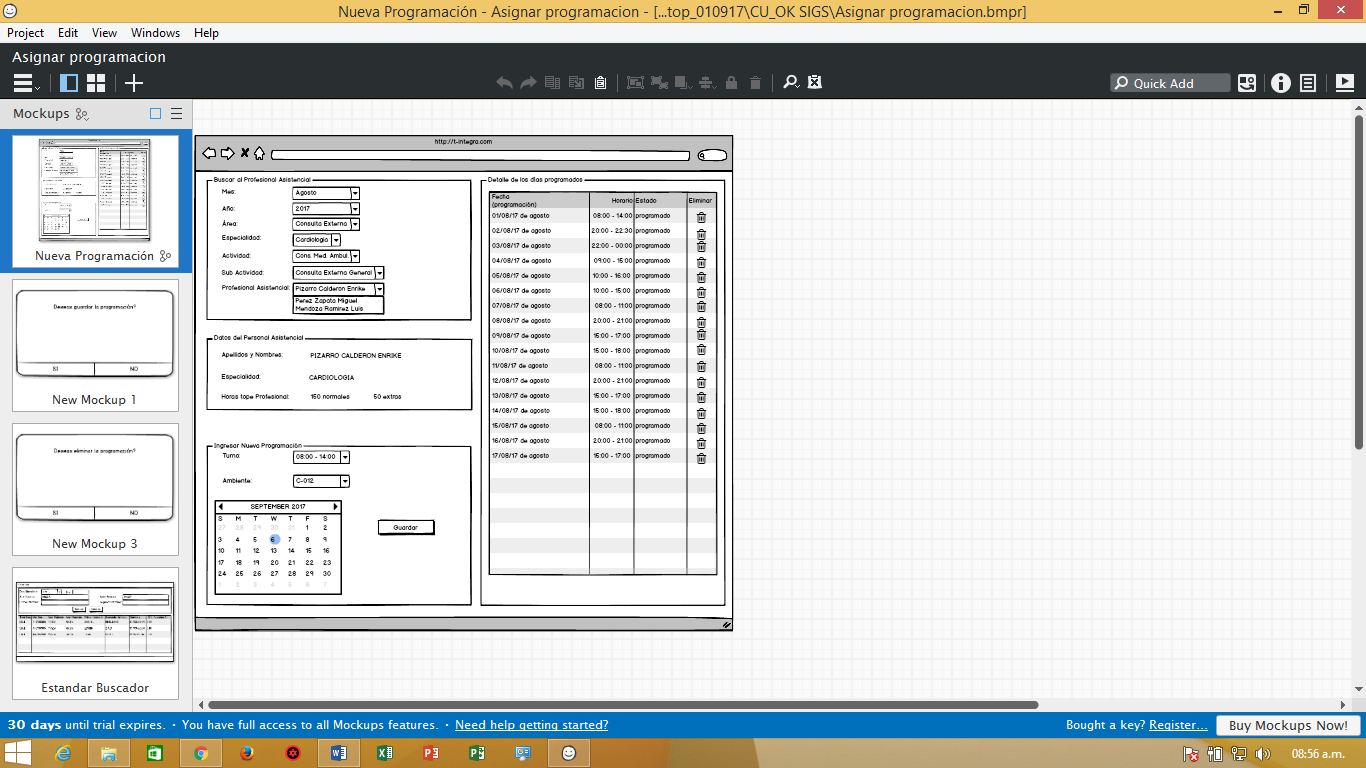 Nueva Programación - Asignar programacion - [...top_010917\CU_OK SIGS\Asignar programacion.bmpr]
Project Edit View Windows Help
Asignar programacion
Quick Add
Mockups
Nueva Programación
Deseas guardar la programación?
SI NO
New Mockup 1
Deseas eliminar la programación?
SI NO
New Mockup 3
Estandar Buscador
http://t-integra.com
Buscar al Profesional Asistencial
Mes: Agosto
Año: 2017
Área: Consulta Externa
Especialidad: Cardiologia
Actividad: Cons. Med. Ambul.
Sub Actividad: Consulta Externa General
Profesional Asistencial: Pizarro Calderon Enrike
Perez Zapata Miguel
Mendoza Ramirez Luis
Datos del Personal Asistencial
Apellidos y Nombres: PIZARRO CALDERON ENRIKE
Especialidad: CARDIOLOGIA
Horas tope Profesional: 150 normales 50 extras
Ingresar Nueva Programación
Turno: 08:00 - 14:00
Ambiente: C-012
SEPTEMBER 2017
S M T W T F S
27 28 29 30 31 1 2
3 4 5 6 7 8 9
10 11 12 13 14 15 16
17 18 19 20 21 22 23
24 25 26 27 28 29 30
1 2 3 4 5 6 7
Guardar
Detalle de los días programados
Fecha
(programación) Horario Estado Eliminar
01/08/17 de agosto 08:00 - 14:00 programado
02/08/17 de agosto 20:00 - 22:30 programado
03/08/17 de agosto 22:00 - 00:00 programado
04/08/17 de agosto 09:00 - 15:00 programado
05/08/17 de agosto 10:00 - 16:00 programado
06/08/17 de agosto 10:00 - 15:00 programado
07/08/17 de agosto 08:00 - 11:00 programado
08/08/17 de agosto 20:00 - 21:00 programado
09/08/17 de agosto 15:00 - 17:00 programado
10/08/17 de agosto 15:00 - 18:00 programado
11/08/17 de agosto 08:00 - 11:00 programado
12/08/17 de agosto 20:00 - 21:00 programado
13/08/17 de agosto 15:00 - 17:00 programado
14/08/17 de agosto 15:00 - 18:00 programado
15/08/17 de agosto 08:00 - 11:00 programado
16/08/17 de agosto 20:00 - 21:00 programado
17/08/17 de agosto 15:00 - 17:00 programado
30 days until trial expires. · You have full access to all Mockups features. · Need help getting started?
Bought a key? Register... Buy Mockups Now!
08:56 a.m.